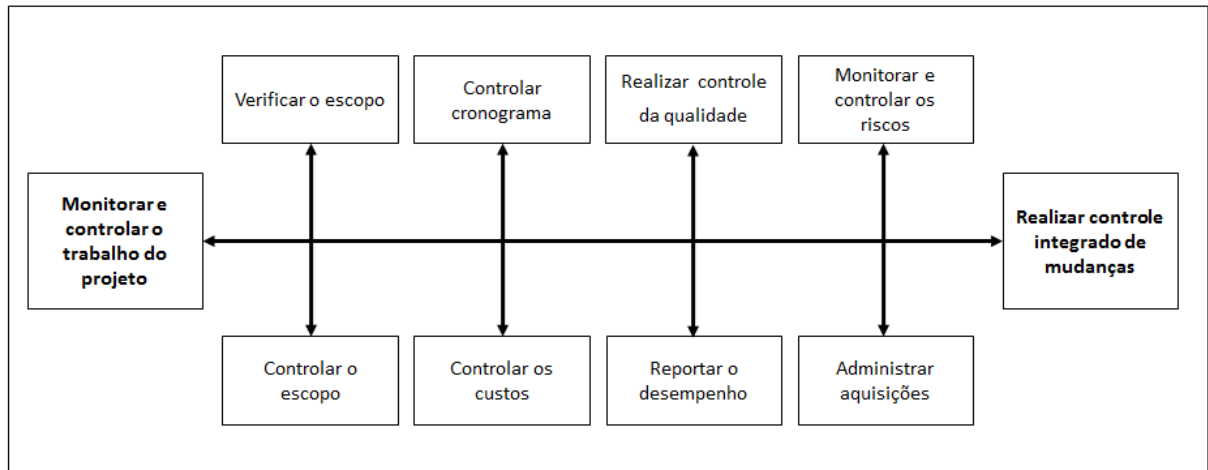 Verificar o escopo
Controlar
cronograma
Realizar controle
da qualidade
Monitorar e
controlar os
riscos
Monitorar e
controlar o
trabalho do
projeto
Realizar controle
integrado de
mudanças
Controlar o
escopo
Controlar os
custos
Reportar o
desempenho
Administrar
aquisições